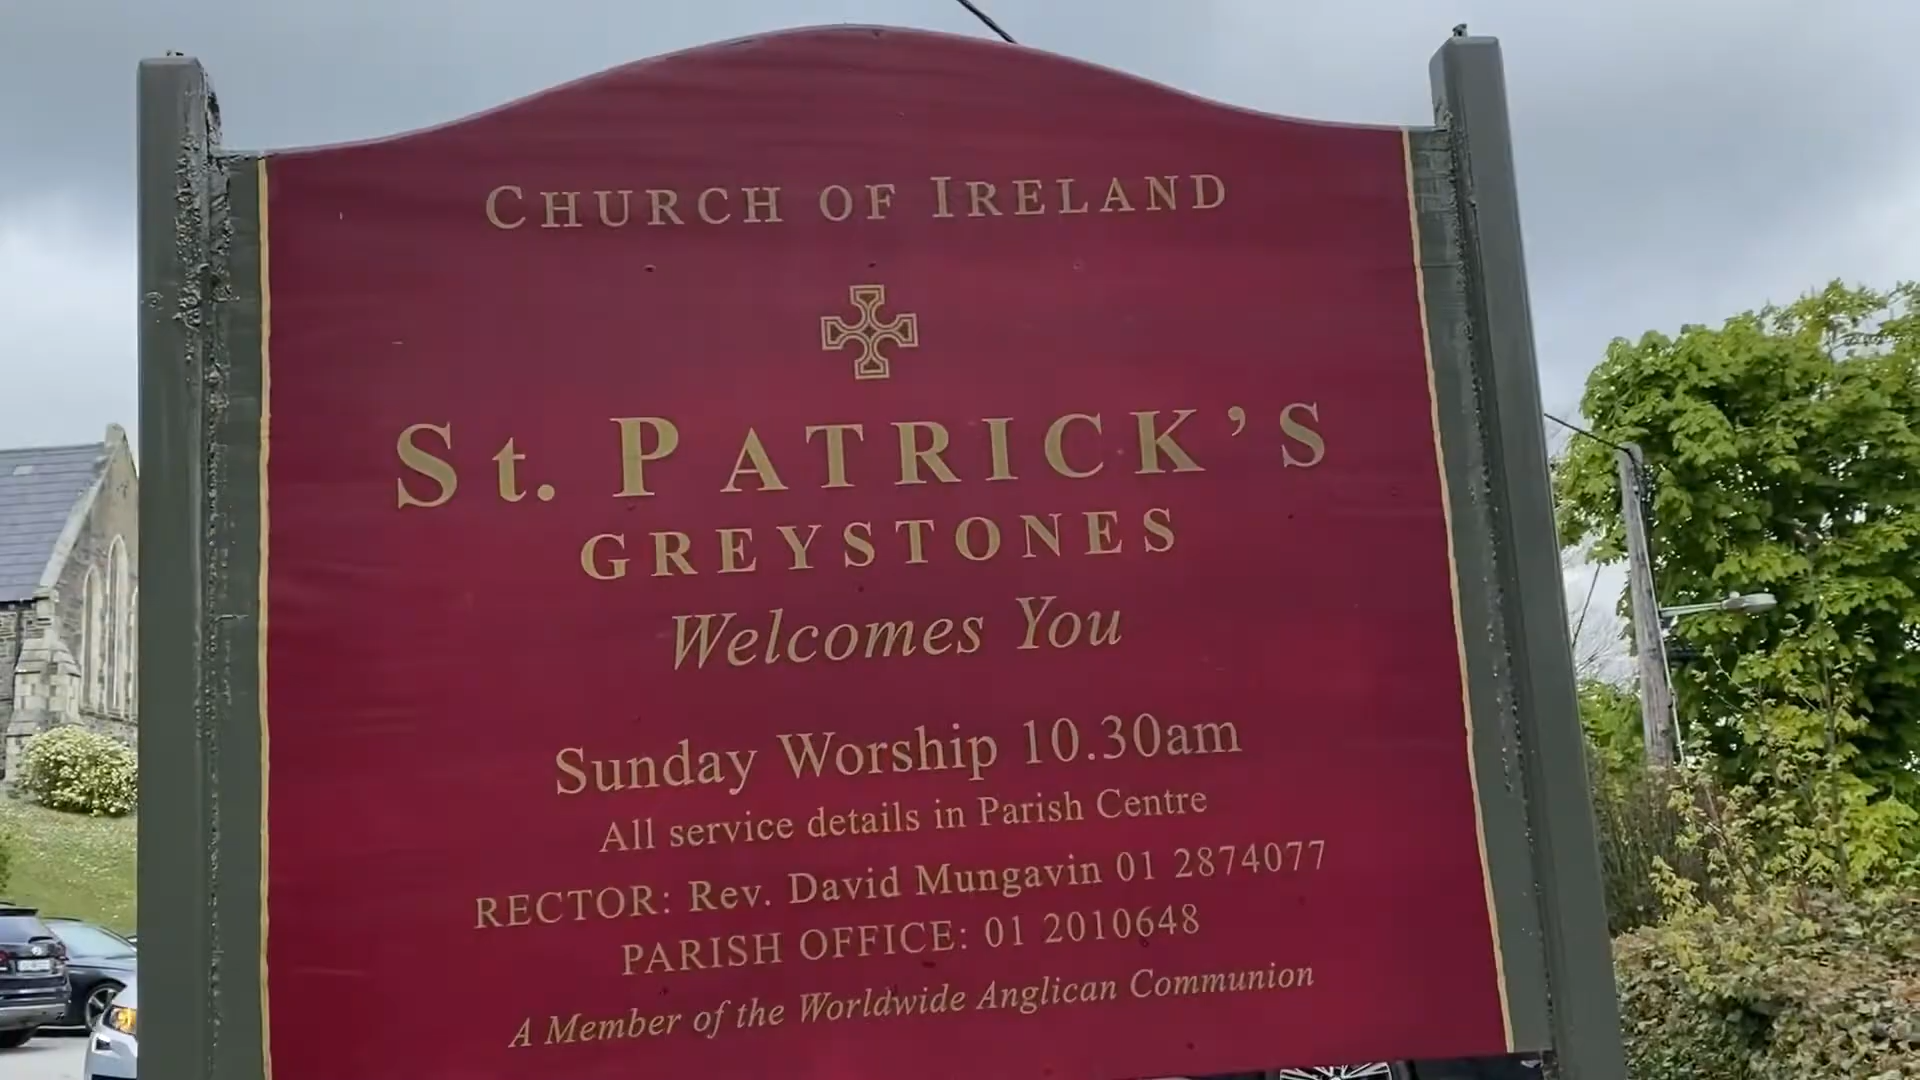 CHURCH OF IRELAND
St. PATRICK'S
GREYSTONES
Welcomes You
Sunday Worship 10.30am
All service details in Parish Centre
RECTOR: Rev. David Mungavin 01 2874077
PARISH OFFICE: 01 2010648
A Member of the Worldwide Anglican Communion